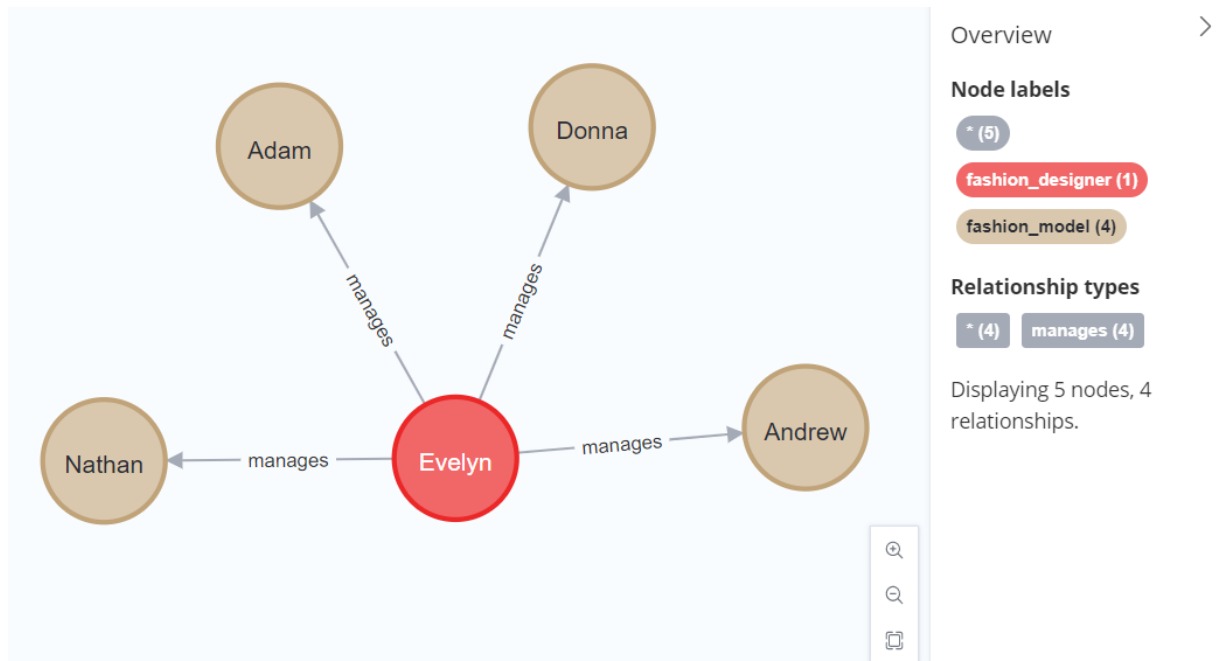 Donna
Adam
manages
manages
Andrew
manages
manages
Evelyn
Nathan
Overview
Node labels
* (5)
fashion_designer (1)
fashion_model (4)
Relationship types
* (4) manages (4)
Displaying 5 nodes, 4
relationships.